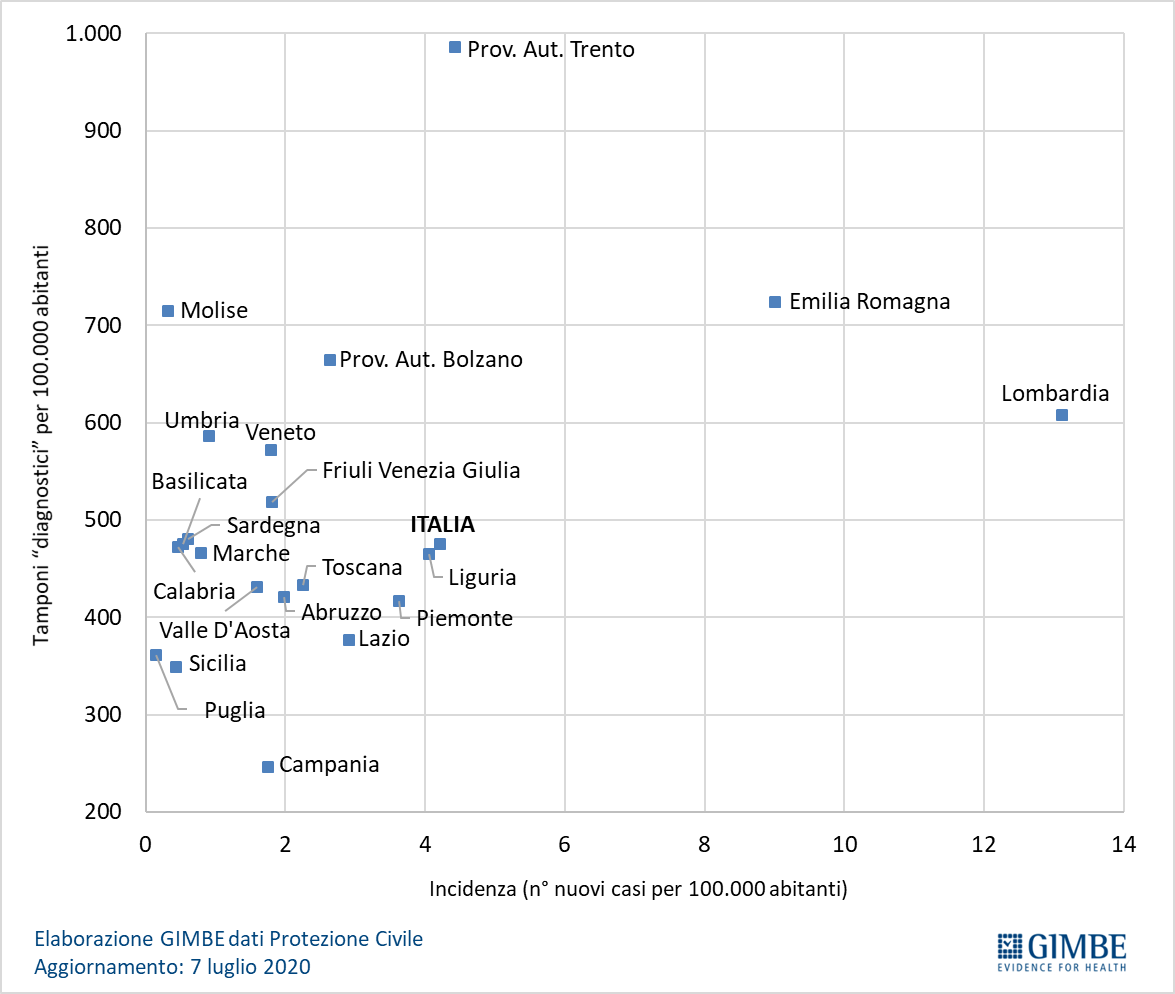 1.000
Prov. Aut. Trento
900
800
700
Molise
Emilia Romagna
Prov. Aut. Bolzano
Lombardia
600
Umbria
Veneto
Friuli Venezia Giulia
Basilicata
500
Sardegna
ITALIA
Marche
Toscana
Liguria
Calabria
Abruzzo
Piemonte
400
Valle D'Aosta
Lazio
Sicilia
Puglia
300
Campania
200
Tamponi “diagnostici” per 100.000 abitanti
0 2 4 6 8 10 12 14
Incidenza (n° nuovi casi per 100.000 abitanti)
Elaborazione GIMBE dati Protezione Civile
Aggiornamento: 7 luglio 2020
GIMBE
EVIDENCE FOR HEALTH